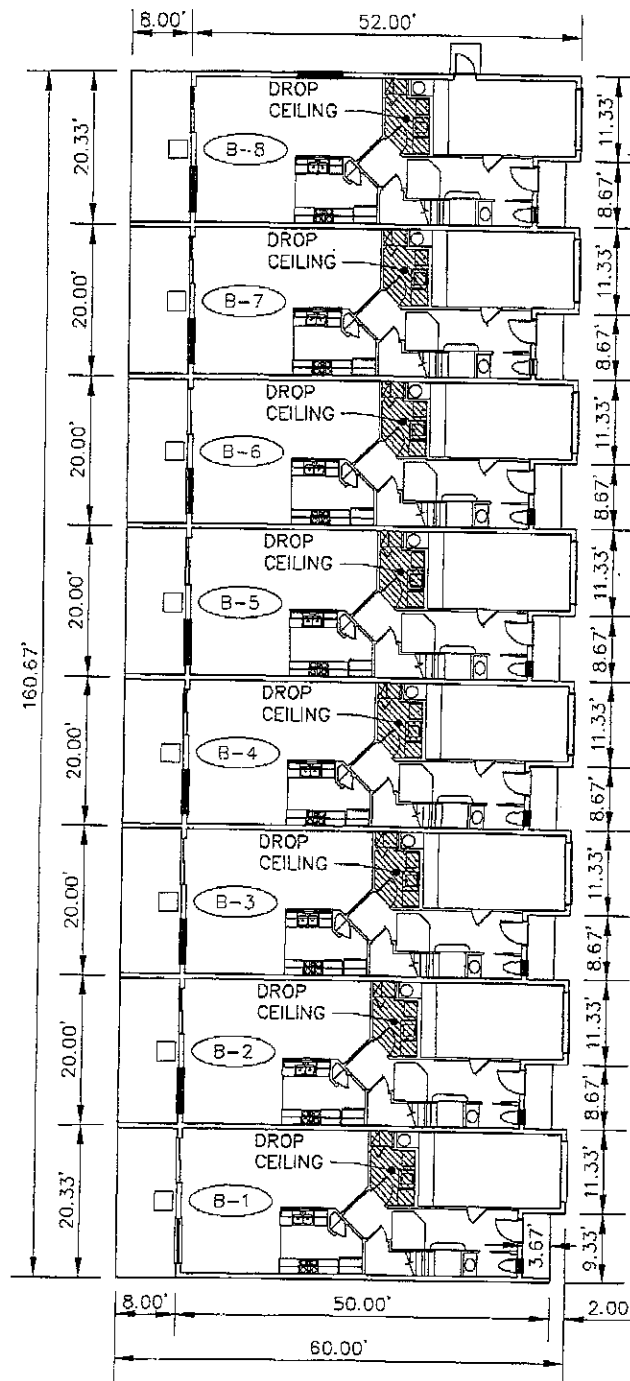 8.00'
52.00'
DROP
CEILING
B-8
20.33'
11.33'
8.67'
DROP
CEILING
B-7
20.00'
11.33'
8.67'
DROP
CEILING
B-6
20.00'
11.33'
8.67'
DROP
CEILING
B-5
20.00'
11.33'
8.67'
160.67'
DROP
CEILING
B-4
20.00'
11.33'
8.67'
DROP
CEILING
B-3
20.00'
11.33'
8.67'
DROP
CEILING
B-2
20.00'
11.33'
8.67'
DROP
CEILING
B-1
20.33'
11.33'
3.67'
9.33'
8.00'
50.00'
2.00
60.00'